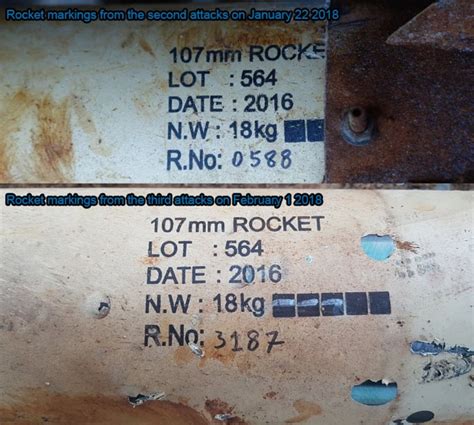 Rocket markings from the second attacks on January 22 2018
107mm ROCKE
LOT : 564
DATE : 2016
N.W : 18kg
R.No: 0588
Rocket markings from the third attacks on February 1 2018
107mm ROCKET
LOT : 564
DATE : 2016
N.W : 18kg
R.No: 3187